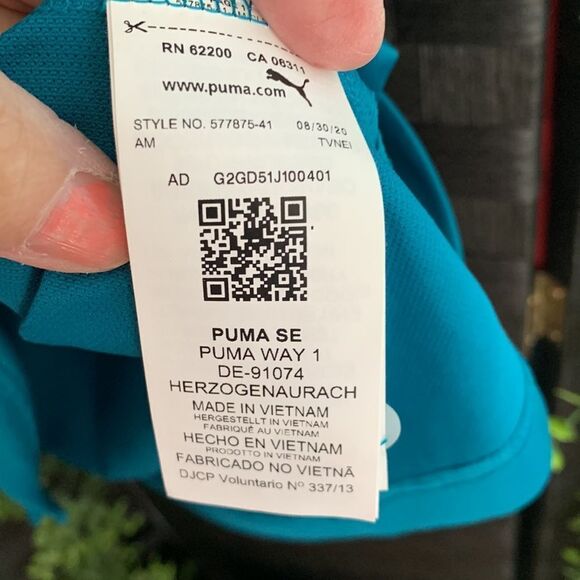 RN 62200 CA 06311
www.puma.com
STYLE NO. 577875-41 08/30/20
AM TVNEI
AD G2GD51J100401
PUMA SE
PUMA WAY 1
DE-91074
HERZOGENAURACH
MADE IN VIETNAM
HERGESTELLT IN VIETNAM
FABRIQUÉ AU VIETNAM
HECHO EN VIETNAM
PRODOTTO IN VIETNAM
FABRICADO NO VIETNÃ
DJCP Voluntario Nº 337/13